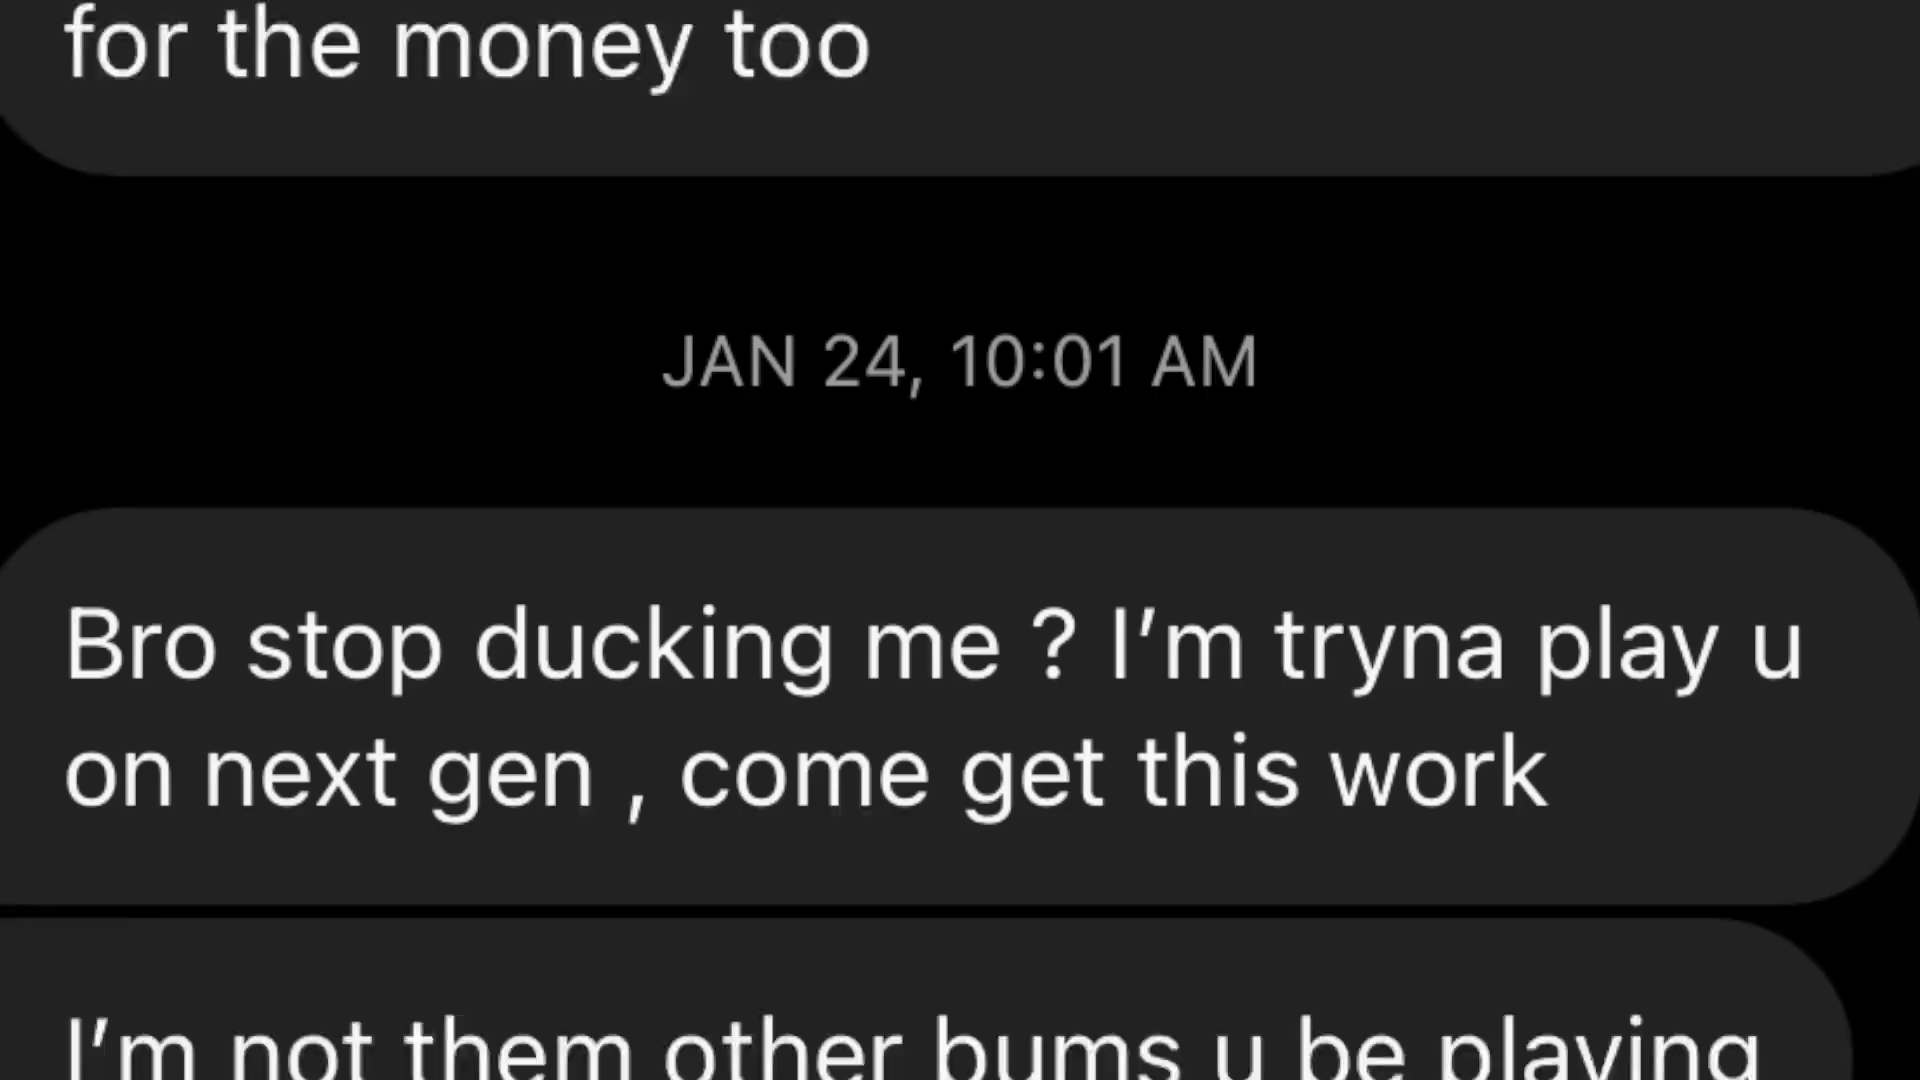 for the money too
JAN 24, 10:01 AM
Bro stop ducking me ? I’m tryna play u
on next gen , come get this work
I’m not them other bums u be playing